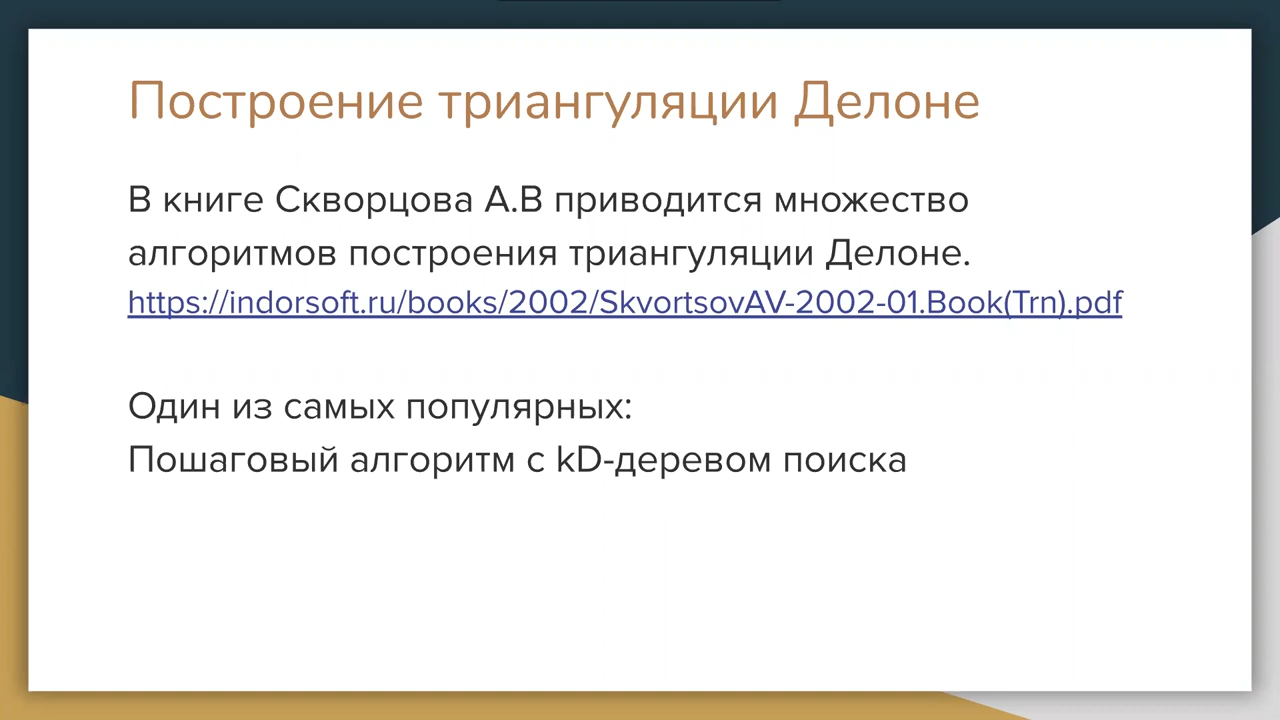 Построение триангуляции Делоне
В книге Скворцова А.В приводится множество
алгоритмов построения триангуляции Делоне.
https://indorsoft.ru/books/2002/SkvortsovAV-2002-01.Book(Trn).pdf
Один из самых популярных:
Пошаговый алгоритм с kD-деревом поиска